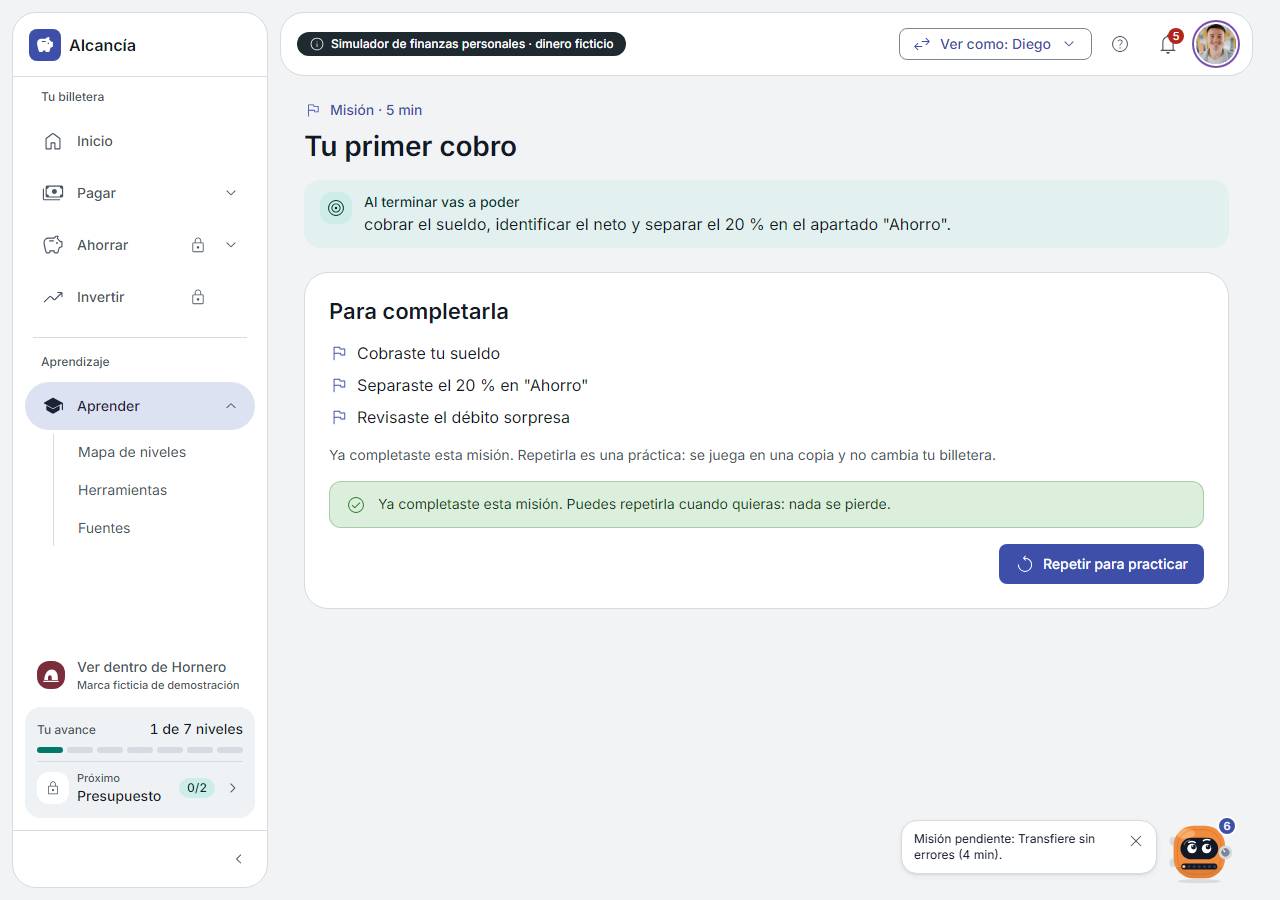 Alcancía
Tu billetera
Inicio
Pagar
Ahorrar
Invertir
Aprendizaje
Aprender
Mapa de niveles
Herramientas
Fuentes
Ver dentro de Hornero
Marca ficticia de demostración
Tu avance
1 de 7 niveles
Próximo
Presupuesto
0/2
Simulador de finanzas personales · dinero ficticio
Ver como: Diego
5
Misión · 5 min
Tu primer cobro
Al terminar vas a poder
cobrar el sueldo, identificar el neto y separar el 20 % en el apartado "Ahorro".
Para completarla
Cobraste tu sueldo
Separaste el 20 % en "Ahorro"
Revisaste el débito sorpresa
Ya completaste esta misión. Repetirla es una práctica: se juega en una copia y no cambia tu billetera.
Ya completaste esta misión. Puedes repetirla cuando quieras: nada se pierde.
Repetir para practicar
Misión pendiente: Transfiere sin
errores (4 min).
6